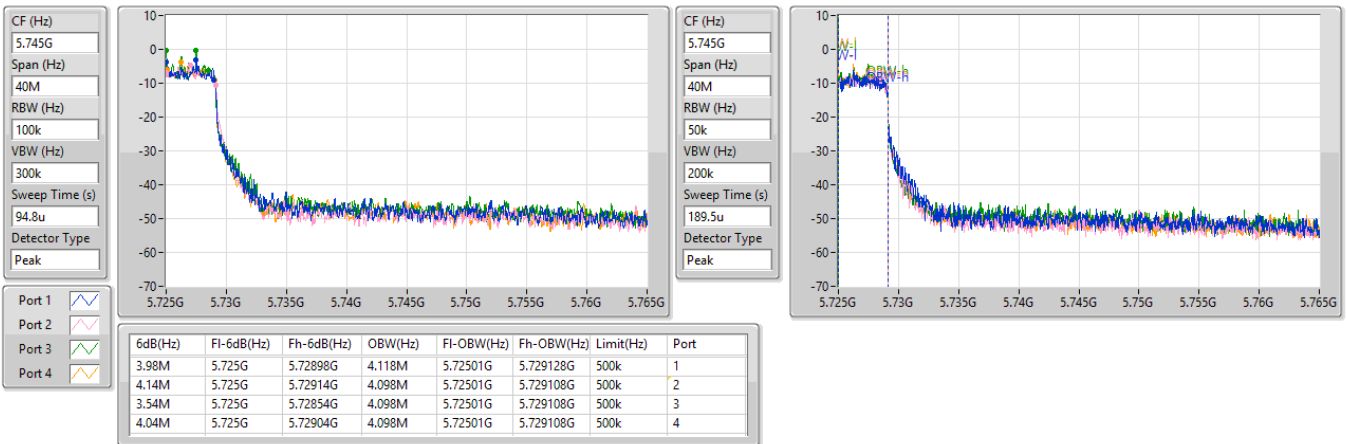 CF (Hz)
5.745G
Span (Hz)
40M
RBW (Hz)
100k
VBW (Hz)
300k
Sweep Time (s)
94.8u
Detector Type
Peak
10
0
-10
-20
-30
-40
-50
-60
-70
5.725G 5.73G 5.735G 5.74G 5.745G 5.75G 5.755G 5.76G 5.765G
CF (Hz)
5.745G
Span (Hz)
40M
RBW (Hz)
50k
VBW (Hz)
200k
Sweep Time (s)
189.5u
Detector Type
Peak
10
0
-10
-20
-30
-40
-50
-60
-70
5.725G 5.73G 5.735G 5.74G 5.745G 5.75G 5.755G 5.76G 5.765G
Port 1
Port 2
Port 3
Port 4
6dB(Hz) Fl-6dB(Hz) Fh-6dB(Hz) OBW(Hz) Fl-OBW(Hz) Fh-OBW(Hz) Limit(Hz) Port
3.98M 5.725G 5.72898G 4.118M 5.72501G 5.729128G 500k 1
4.14M 5.725G 5.72914G 4.098M 5.72501G 5.729108G 500k 2
3.54M 5.725G 5.72854G 4.098M 5.72501G 5.729108G 500k 3
4.04M 5.725G 5.72904G 4.098M 5.72501G 5.729108G 500k 4